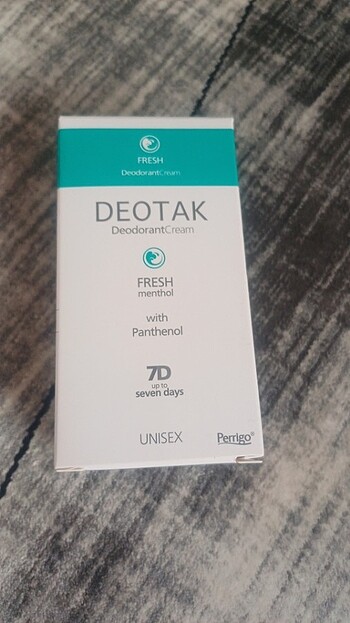 FRESH
DeodorantCream
DEOTAK
DeodorantCream
FRESH
menthol
with
Panthenol
7D
up to
seven days
UNISEX
Perrigo®